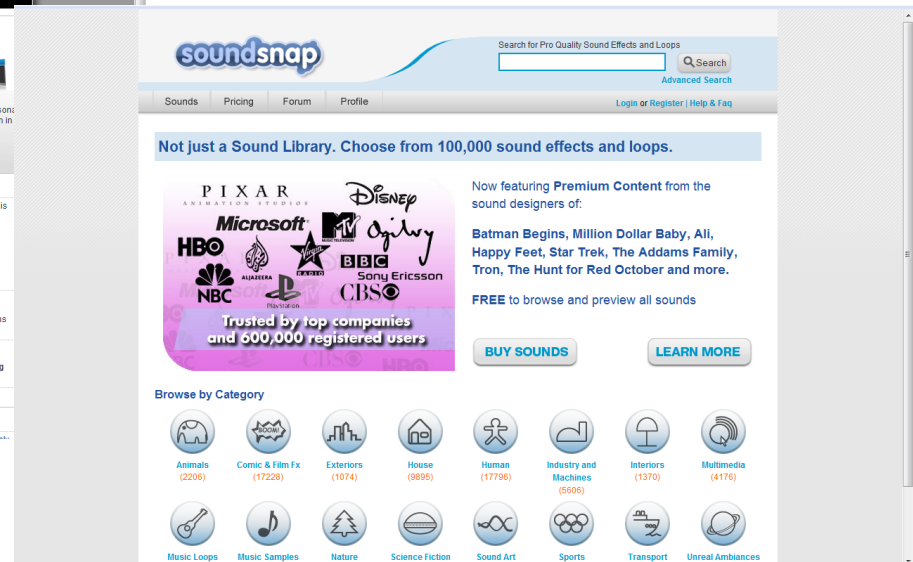 soundsnap
Search for Pro Quality Sound Effects and Loops
Search
Advanced Search
Sounds Pricing Forum Profile
Login or Register | Help & Faq
Not just a Sound Library. Choose from 100,000 sound effects and loops.
PIXAR
ANIMATION STUDIOS
DISNEY
Microsoft
MTV
MUSIC TELEVISION
Ogilvy
HBO
ALJAZEERA
Virgin
RADIO
BBC
Sony Ericsson
NBC
PlayStation
CBS
Trusted by top companies
and 600,000 registered users
Now featuring Premium Content from the
sound designers of:
Batman Begins, Million Dollar Baby, Ali,
Happy Feet, Star Trek, The Addams Family,
Tron, The Hunt for Red October and more.
FREE to browse and preview all sounds
BUY SOUNDS LEARN MORE
Browse by Category
BOOM!
Animals Comic & Film Fx Exteriors House Human Industry and Interiors Multimedia
Machines
(2206) (17228) (1074) (9895) (17796) (5606) (1370) (4176)
Music Loops Music Samples Nature Science Fiction Sound Art Sports Transport Unreal Ambiances